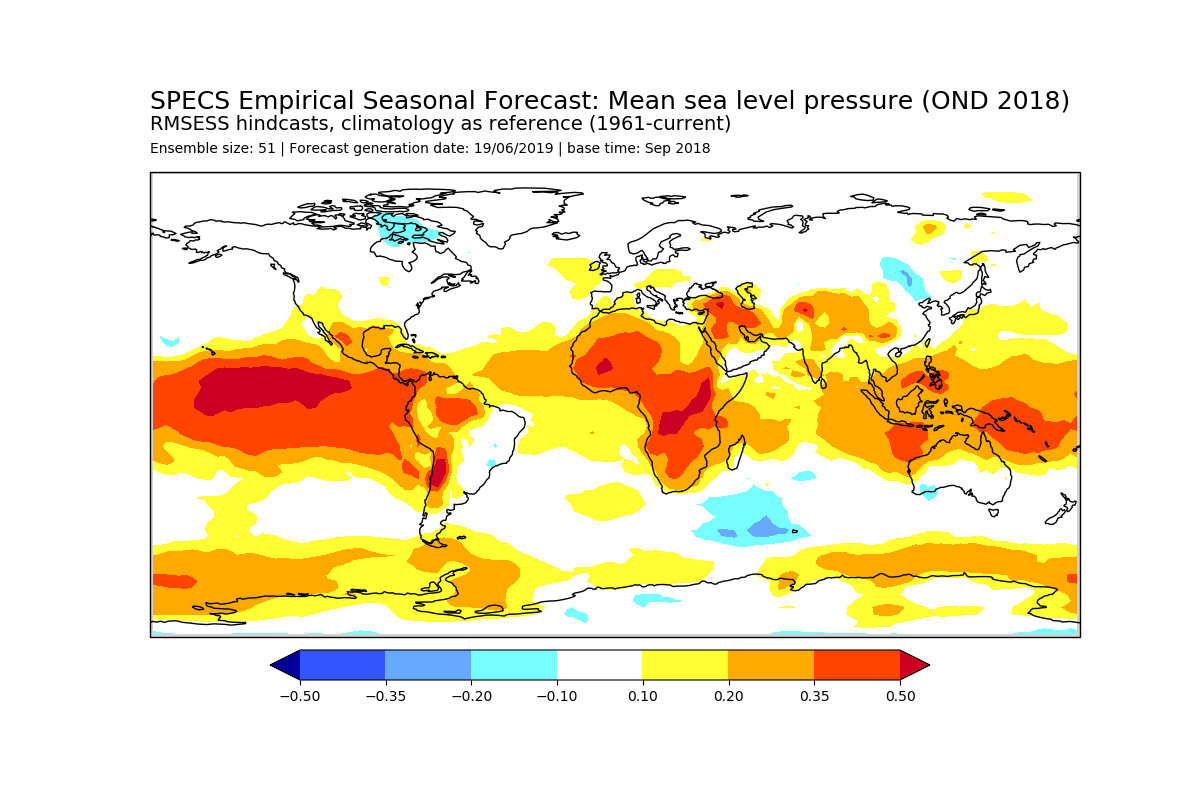 SPECS Empirical Seasonal Forecast: Mean sea level pressure (OND 2018)
RMSESS hindcasts, climatology as reference (1961-current)
Ensemble size: 51 | Forecast generation date: 19/06/2019 | base time: Sep 2018
−0.50 −0.35 −0.20 −0.10 0.10 0.20 0.35 0.50